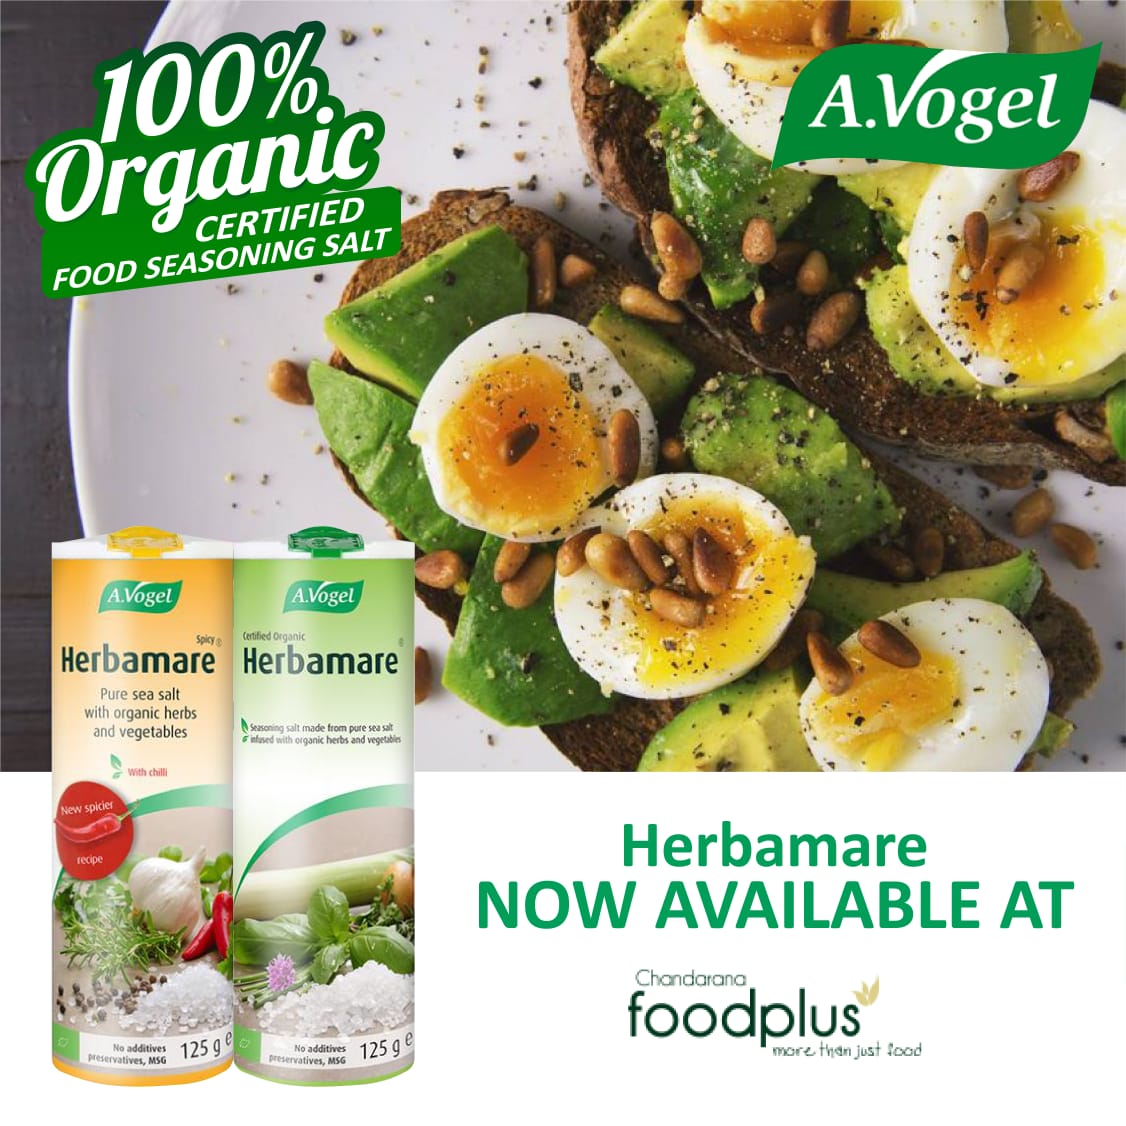 100%
Organic
CERTIFIED
FOOD SEASONING SALT
A.Vogel
A.Vogel
Spicy ®
Herbamare
Pure sea salt
with organic herbs
and vegetables
With chilli
New spicier
recipe
No additives
preservatives, MSG
125 g e
A.Vogel
Certified Organic
Herbamare®
Seasoning salt made from pure sea salt
infused with organic herbs and vegetables
No additives
preservatives, MSG
125 g e
Herbamare
NOW AVAILABLE AT
Chandarana
foodplus
more than just food